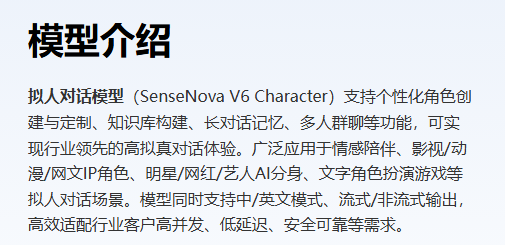 模型介绍
拟人对话模型（SenseNova V6 Character）支持个性化角色创
建与定制、知识库构建、长对话记忆、多人群聊等功能，可实
现行业领先的高拟真对话体验。广泛应用于情感陪伴、影视/动
漫/网文IP角色、明星/网红/艺人AI分身、文字角色扮演游戏等
拟人对话场景。模型同时支持中/英文模式、流式/非流式输出，
高效适配行业客户高并发、低延迟、安全可靠等需求。